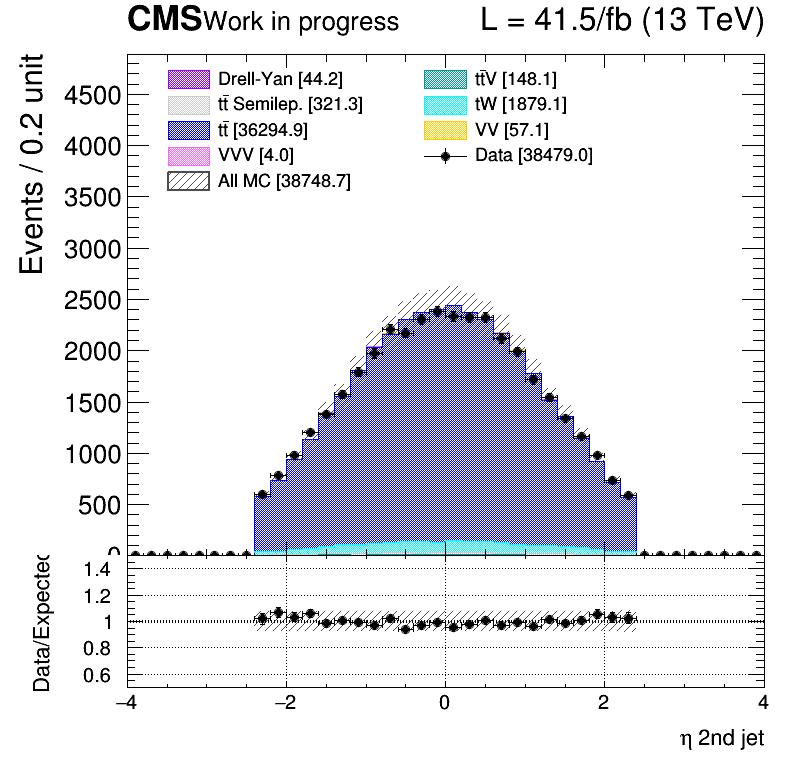 CMS Work in progress L = 41.5/fb (13 TeV)
Events / 0.2 unit
Drell-Yan [44.2] tt̄V [148.1]
tt̄ Semilep. [321.3] tW [1879.1]
tt̄ [36294.9] VV [57.1]
VVV [4.0] Data [38479.0]
All MC [38748.7]
4500
4000
3500
3000
2500
2000
1500
1000
500
0
Data/Expected
1.4
1.2
1
0.8
0.6
−4 −2 0 2 4
η 2nd jet